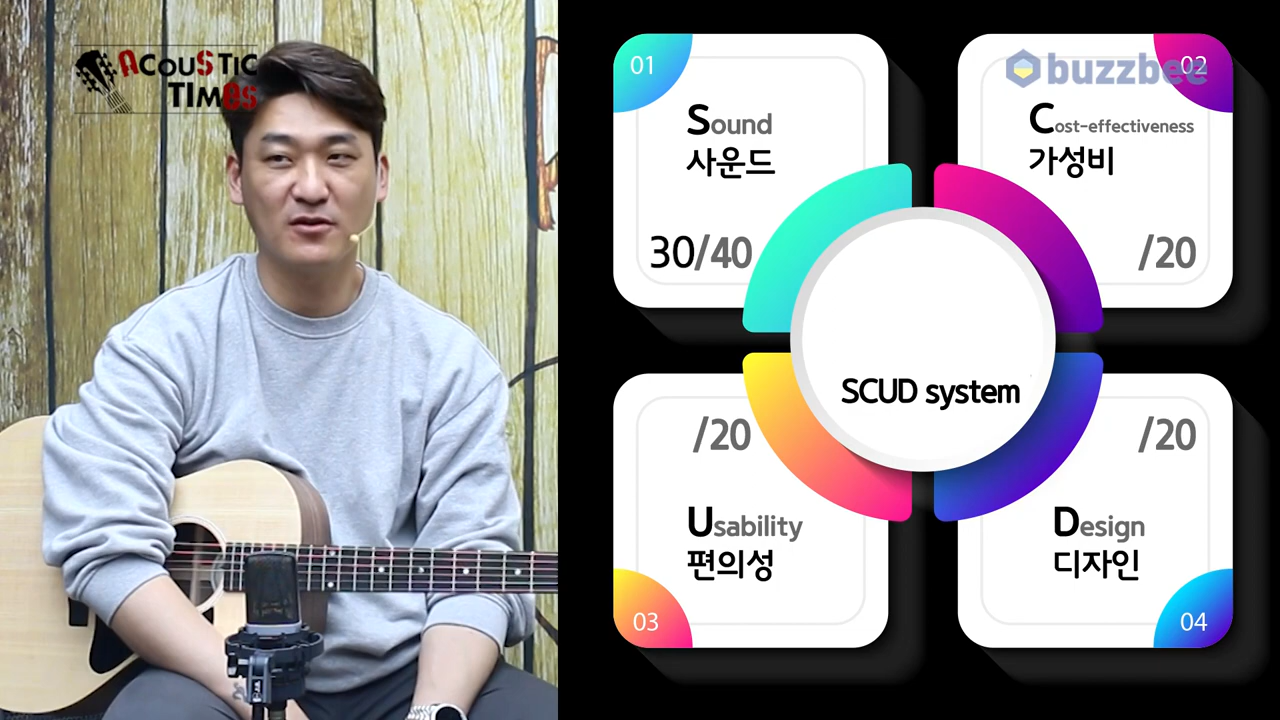 ACOUSTIC
TIMES
buzzbee
01
Sound
사운드
30/40
02
Cost-effectiveness
가성비
/20
SCUD system
/20
Usability
편의성
03
/20
Design
디자인
04